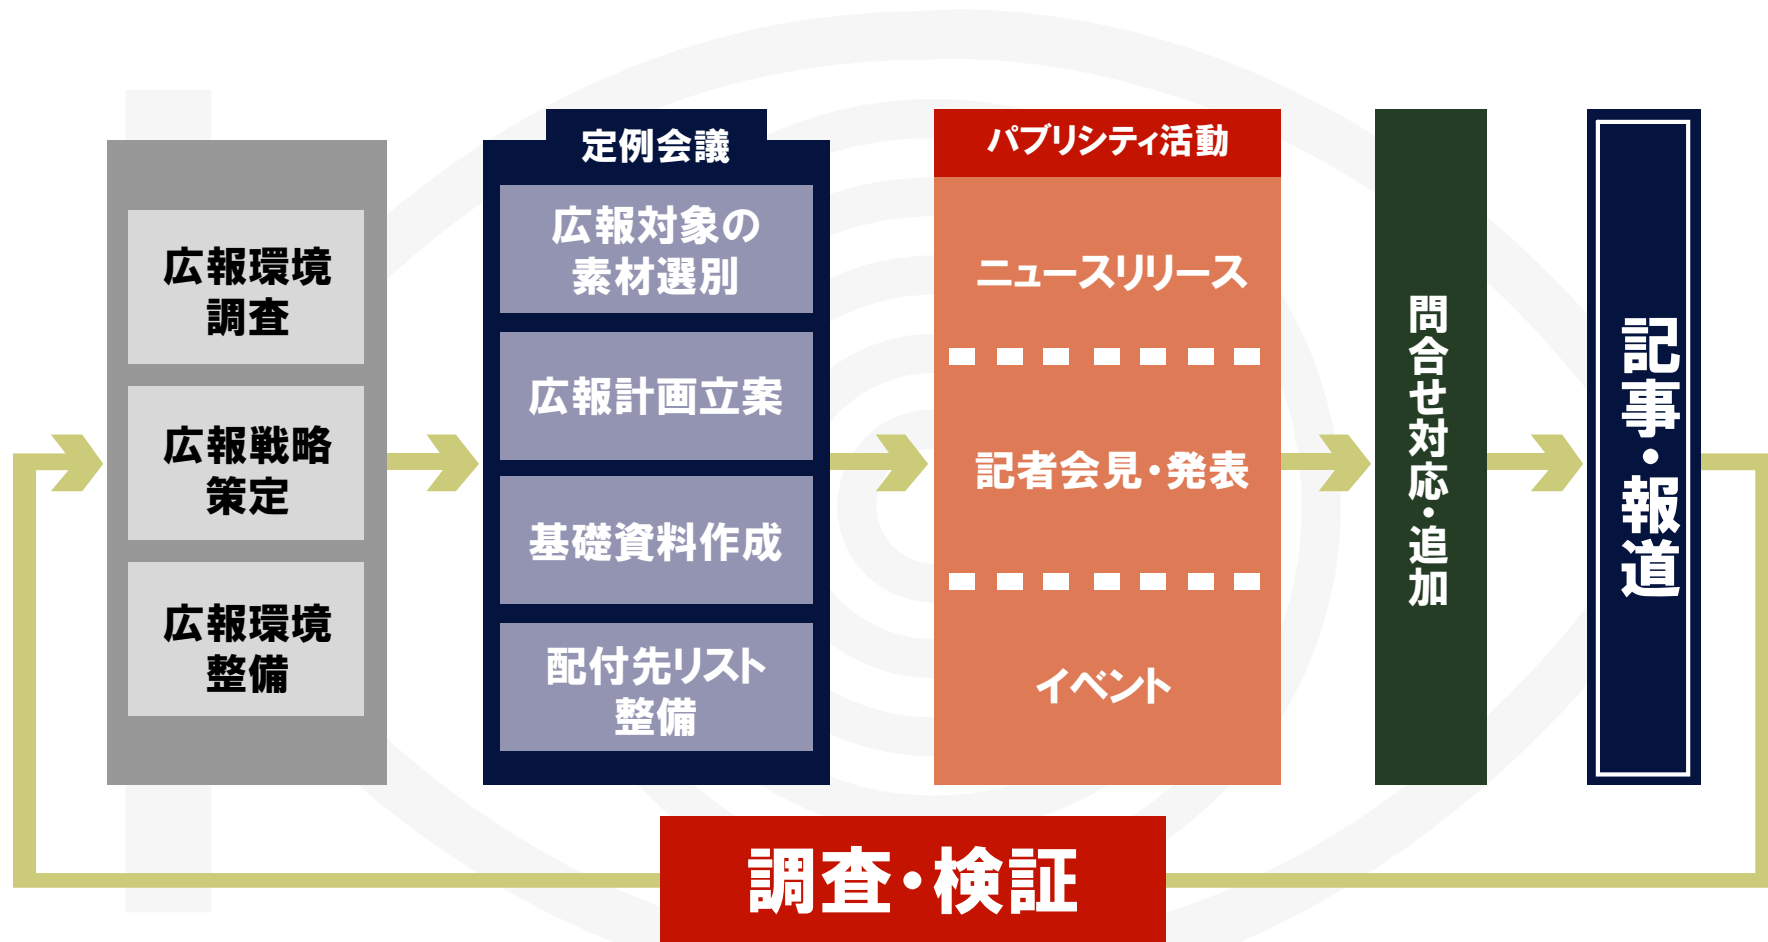 広報環境
調査
広報戦略
策定
広報環境
整備
定例会議
広報対象の
素材選別
広報計画立案
基礎資料作成
配付先リスト
整備
パブリシティ活動
ニュースリリース
記者会見・発表
イベント
問合せ対応・追加
記事・報道
調査・検証